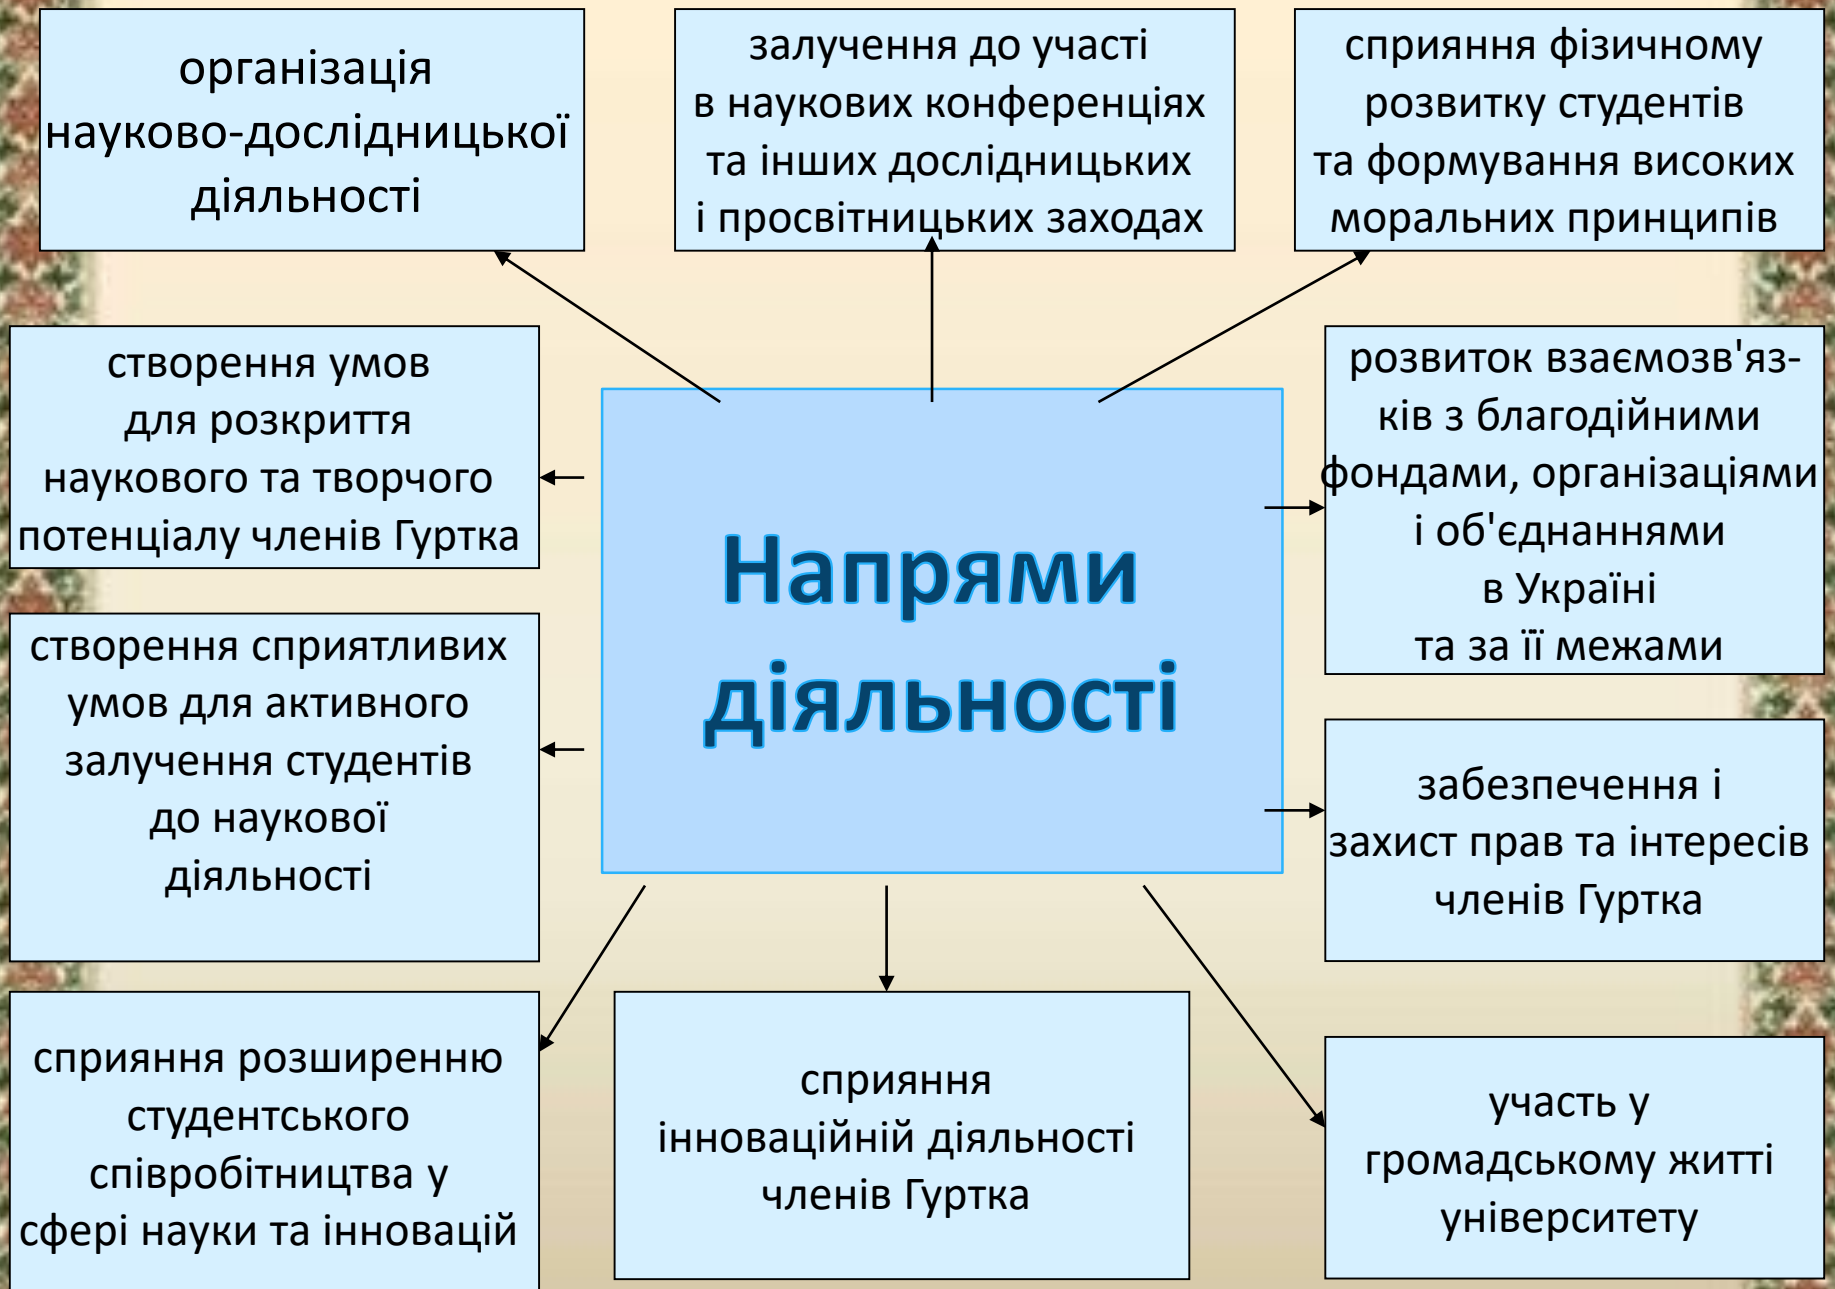 організація
науково-дослідницької
діяльності
залучення до участі
в наукових конференціях
та інших дослідницьких
і просвітницьких заходах
сприяння фізичному
розвитку студентів
та формування високих
моральних принципів
створення умов
для розкриття
наукового та творчого
потенціалу членів Гуртка
Напрями
діяльності
розвиток взаємозв'яз-
ків з благодійними
фондами, організаціями
і об'єднаннями
в Україні
та за її межами
створення сприятливих
умов для активного
залучення студентів
до наукової
діяльності
забезпечення і
захист прав та інтересів
членів Гуртка
сприяння розширенню
студентського
співробітництва у
сфері науки та інновацій
сприяння
інноваційній діяльності
членів Гуртка
участь у
громадському житті
університету